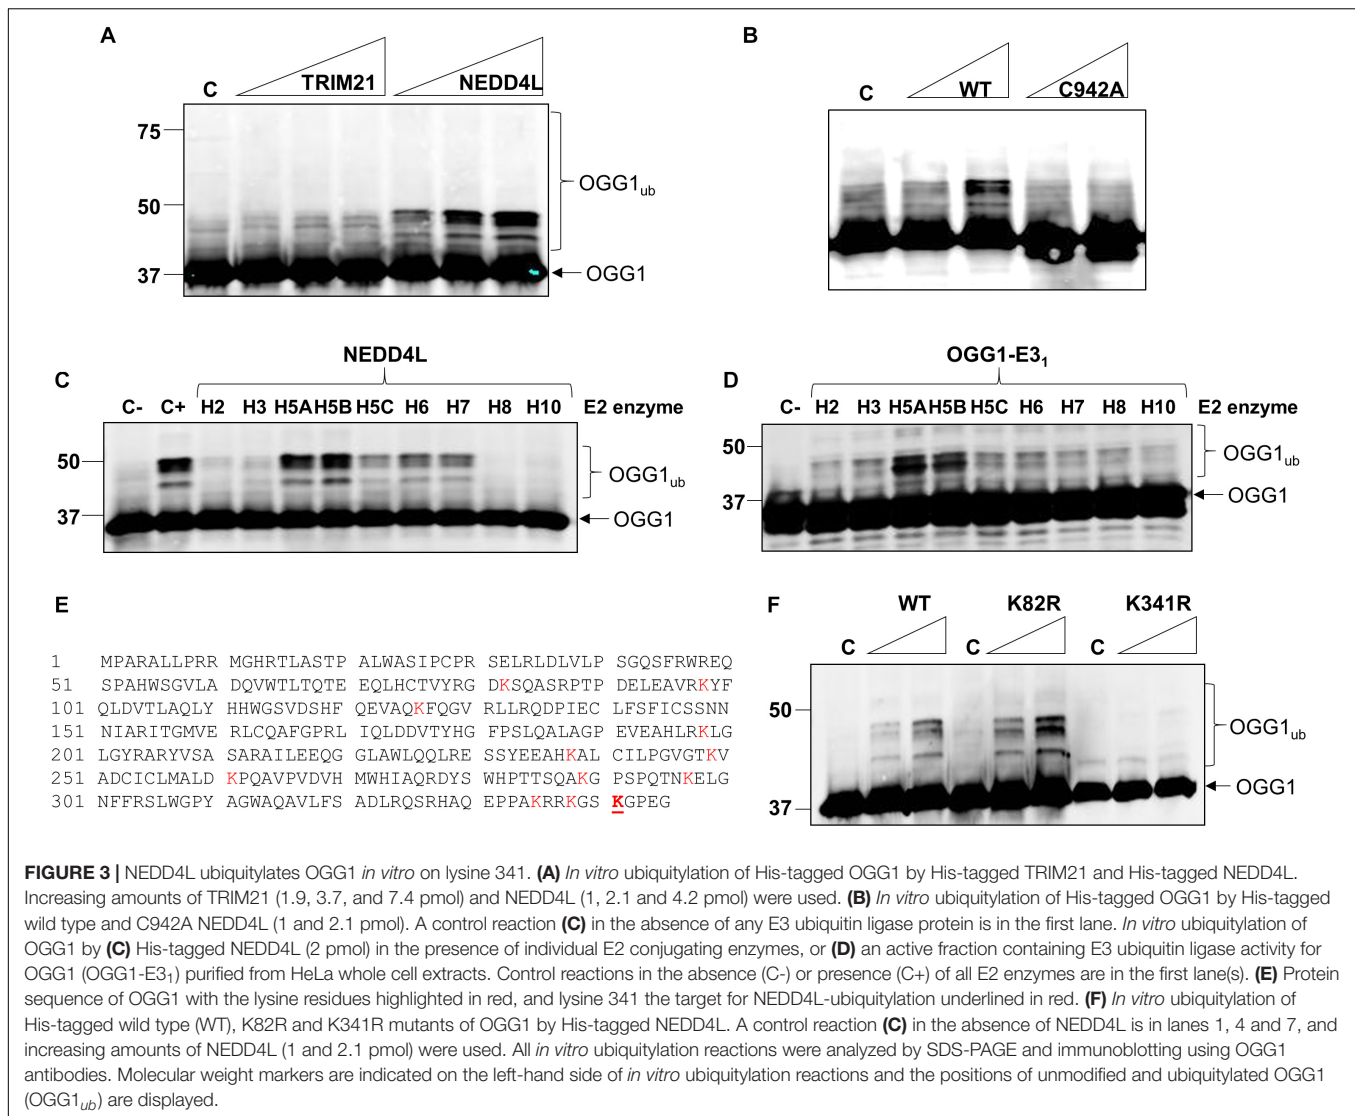 A
B
TRIM21 NEDD4L
C
WT C942A
C
75
50
37
OGG1ub
OGG1
NEDD4L
OGG1-E31
C
D
C- C+ H2 H3 H5A H5B H5C H6 H7 H8 H10 E2 enzyme
C- H2 H3 H5A H5B H5C H6 H7 H8 H10 E2 enzyme
50
37
OGG1ub
OGG1
50
37
OGG1ub
OGG1
E
1 MPARALLPRR MGHRTLASTP ALWASIPCPR SELRLDLVLP SGQSFRWREQ
51 SPAHWSGVLA DQVWTLTQTE EQLHCTVYRG DKSQASRPTP DELEAVRKYF
101 QLDVTLAQLY HHWGSVDSHF QEVAQKFQGV RLLRQDPIEC LFSFICSSNN
151 NIARITGMVE RLCQAFGPRL IQLDDVTYHG FPSLQALAGP EVEAHLRKLG
201 LGYRARYVSA SARAILEEQG GLAWLQQLRE SSYEEAHKAL CILPGVGTKV
251 ADCICLMALD KPQAVPVDVH MWHIAQRDYS WHPTTSQAKG PSPQTNKELG
301 NFFRSLWGPY AGWAQAVLFS ADLRQSRHAQ EPPAKRRKGS KGPEG
F
WT K82R K341R
C C C
50
37
OGG1ub
OGG1
FIGURE 3 | NEDD4L ubiquitylates OGG1 in vitro on lysine 341. (A) In vitro ubiquitylation of His-tagged OGG1 by His-tagged TRIM21 and His-tagged NEDD4L.
Increasing amounts of TRIM21 (1.9, 3.7, and 7.4 pmol) and NEDD4L (1, 2.1 and 4.2 pmol) were used. (B) In vitro ubiquitylation of His-tagged OGG1 by His-tagged
wild type and C942A NEDD4L (1 and 2.1 pmol). A control reaction (C) in the absence of any E3 ubiquitin ligase protein is in the first lane. In vitro ubiquitylation of
OGG1 by (C) His-tagged NEDD4L (2 pmol) in the presence of individual E2 conjugating enzymes, or (D) an active fraction containing E3 ubiquitin ligase activity for
OGG1 (OGG1-E31) purified from HeLa whole cell extracts. Control reactions in the absence (C-) or presence (C+) of all E2 enzymes are in the first lane(s). (E) Protein
sequence of OGG1 with the lysine residues highlighted in red, and lysine 341 the target for NEDD4L-ubiquitylation underlined in red. (F) In vitro ubiquitylation of
His-tagged wild type (WT), K82R and K341R mutants of OGG1 by His-tagged NEDD4L. A control reaction (C) in the absence of NEDD4L is in lanes 1, 4 and 7, and
increasing amounts of NEDD4L (1 and 2.1 pmol) were used. All in vitro ubiquitylation reactions were analyzed by SDS-PAGE and immunoblotting using OGG1
antibodies. Molecular weight markers are indicated on the left-hand side of in vitro ubiquitylation reactions and the positions of unmodified and ubiquitylated OGG1
(OGG1ub) are displayed.